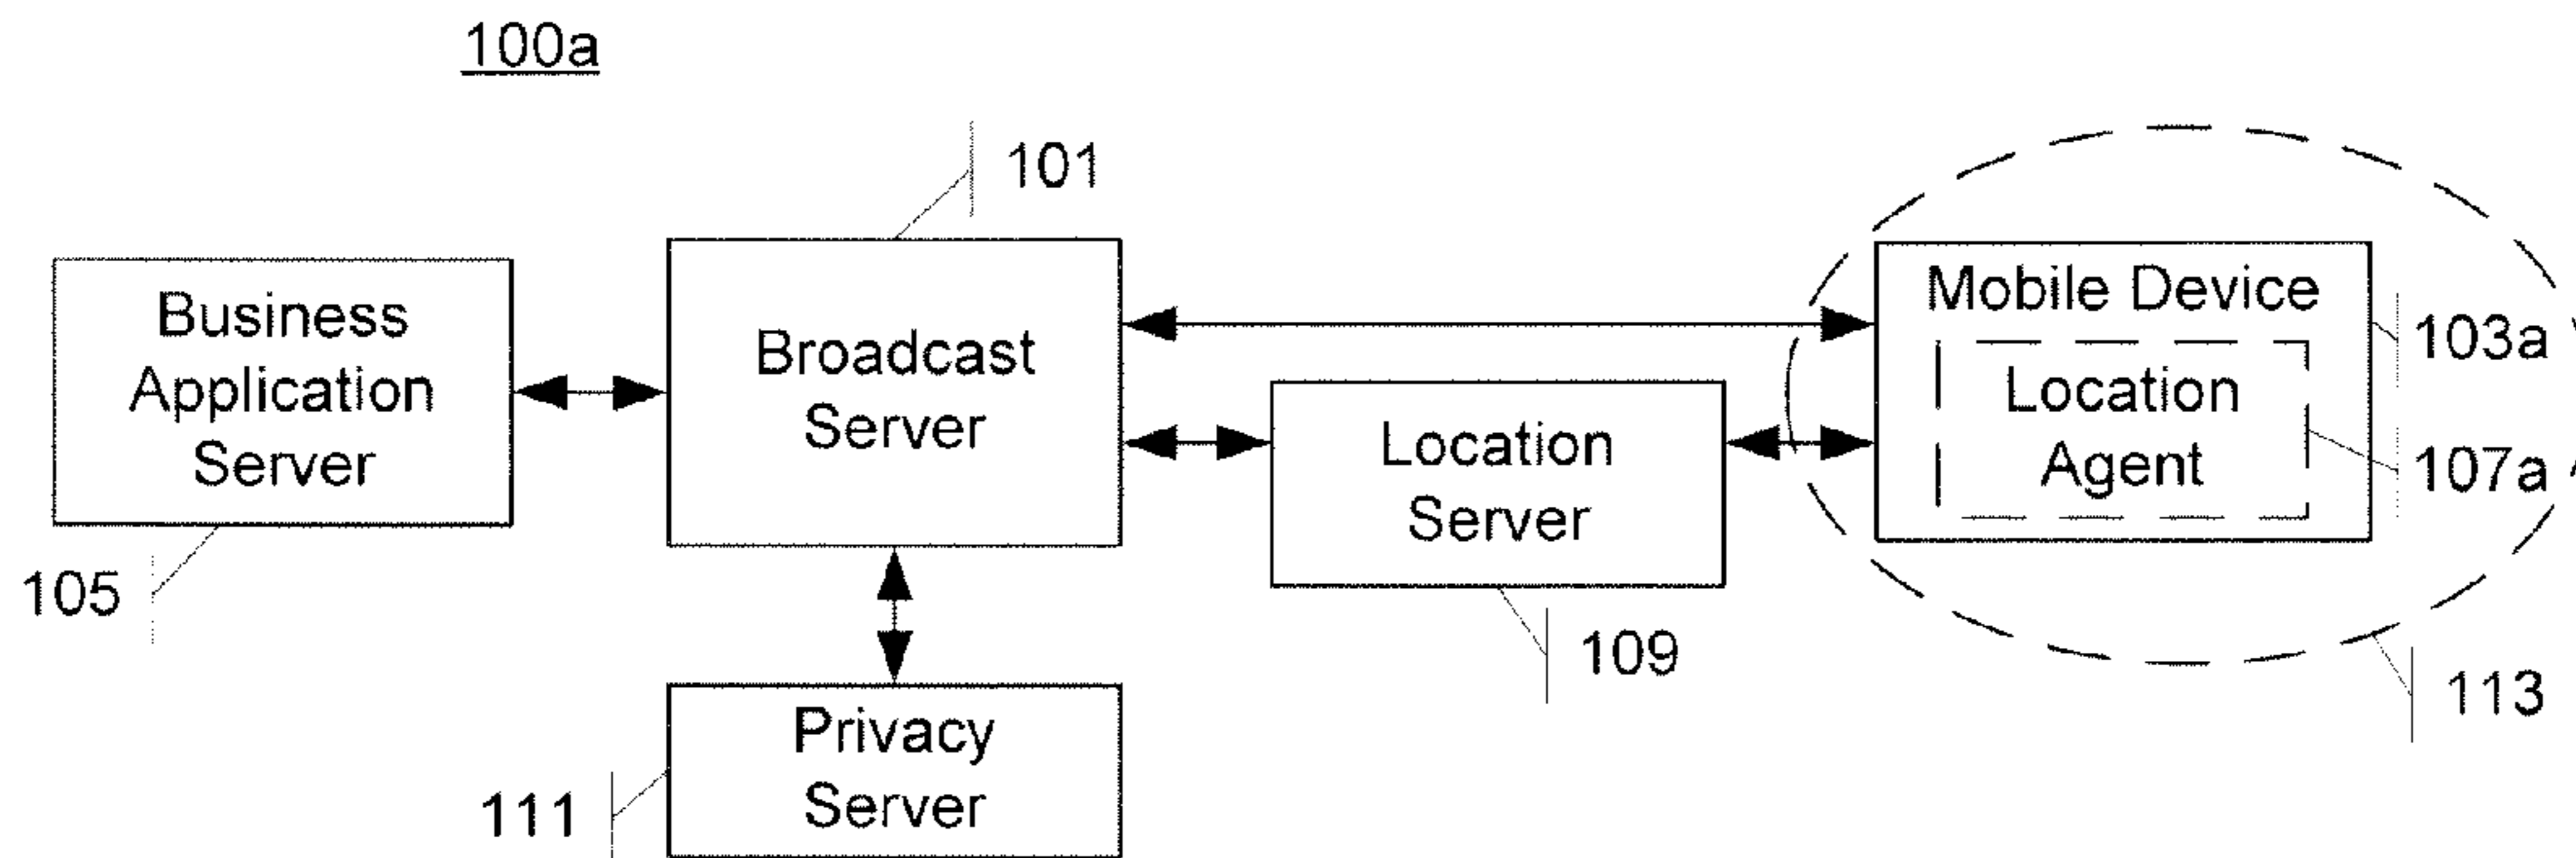 100a
101
Business
Application
Server
105
Broadcast
Server
Privacy
Server
111
Location
Server
109
Mobile Device
103a
Location
Agent
107a
113